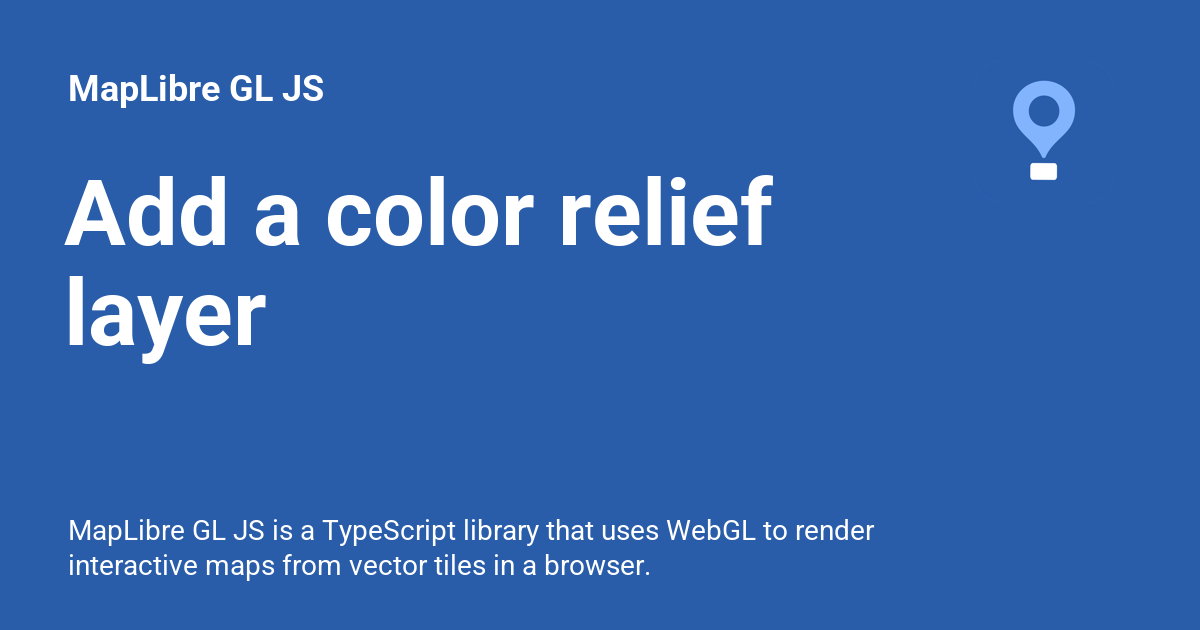 MapLibre GL JS
Add a color relief
layer
MapLibre GL JS is a TypeScript library that uses WebGL to render
interactive maps from vector tiles in a browser.